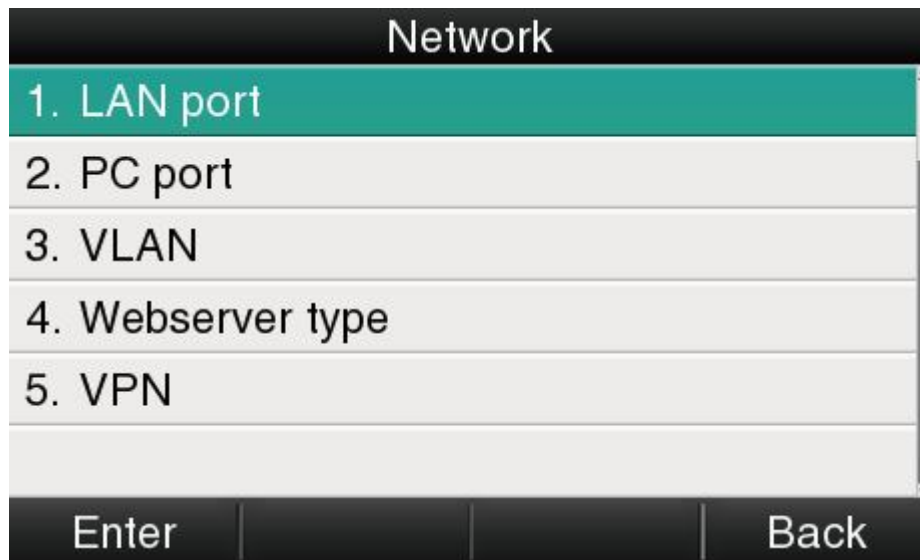 Network
1. LAN port
2. PC port
3. VLAN
4. Webserver type
5. VPN
Enter Back